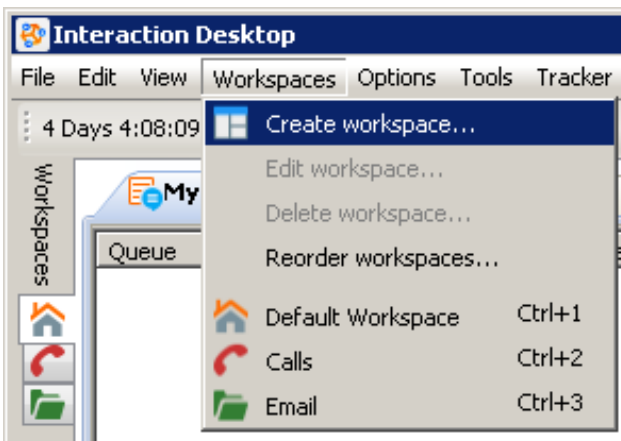 Interaction Desktop
File Edit View Workspaces Options Tools Tracker
4 Days 4:08:09
Create workspace...
Workspaces
Edit workspace...
My
Delete workspace...
Queue
Reorder workspaces...
Default Workspace Ctrl+1
Calls Ctrl+2
Email Ctrl+3